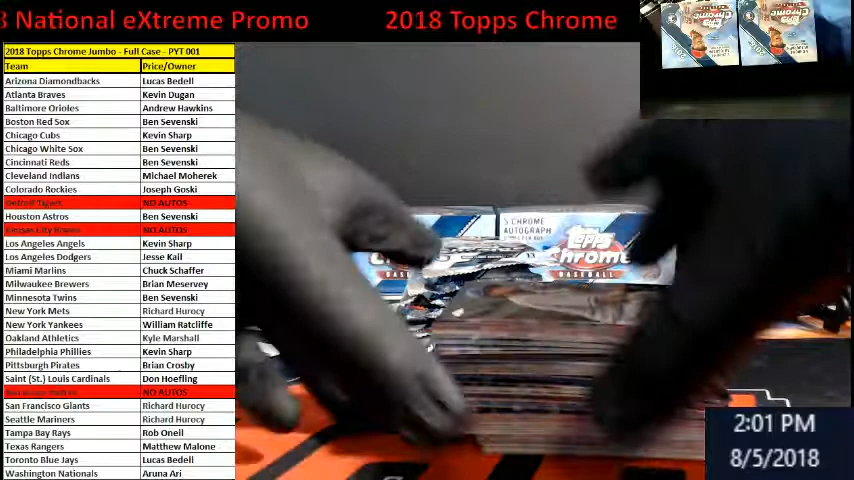 3 National eXtreme Promo 2018 Topps Chrome
2018 Topps Chrome Jumbo - Full Case - PYT 001
Team Price/Owner
Arizona Diamondbacks Lucas Bedell
Atlanta Braves Kevin Dugan
Baltimore Orioles Andrew Hawkins
Boston Red Sox Ben Sevenski
Chicago Cubs Kevin Sharp
Chicago White Sox Ben Sevenski
Cincinnati Reds Ben Sevenski
Cleveland Indians Michael Moherek
Colorado Rockies Joseph Goski
Detroit Tigers NO AUTOS
Houston Astros Ben Sevenski
Kansas City Royals NO AUTOS
Los Angeles Angels Kevin Sharp
Los Angeles Dodgers Jesse Kail
Miami Marlins Chuck Schaffer
Milwaukee Brewers Brian Meservey
Minnesota Twins Ben Sevenski
New York Mets Richard Hurocy
New York Yankees William Ratcliffe
Oakland Athletics Kyle Marshall
Philadelphia Phillies Kevin Sharp
Pittsburgh Pirates Brian Crosby
Saint (St.) Louis Cardinals Don Hoefling
NO AUTOS
San Francisco Giants Richard Hurocy
Seattle Mariners Richard Hurocy
Tampa Bay Rays Rob Onell
Texas Rangers Matthew Malone
Toronto Blue Jays Lucas Bedell
Washington Nationals Aruna Ari
5 CHROME
AUTOGRAPH
Topps
Chrome
BASEBALL
2:01 PM
8/5/2018